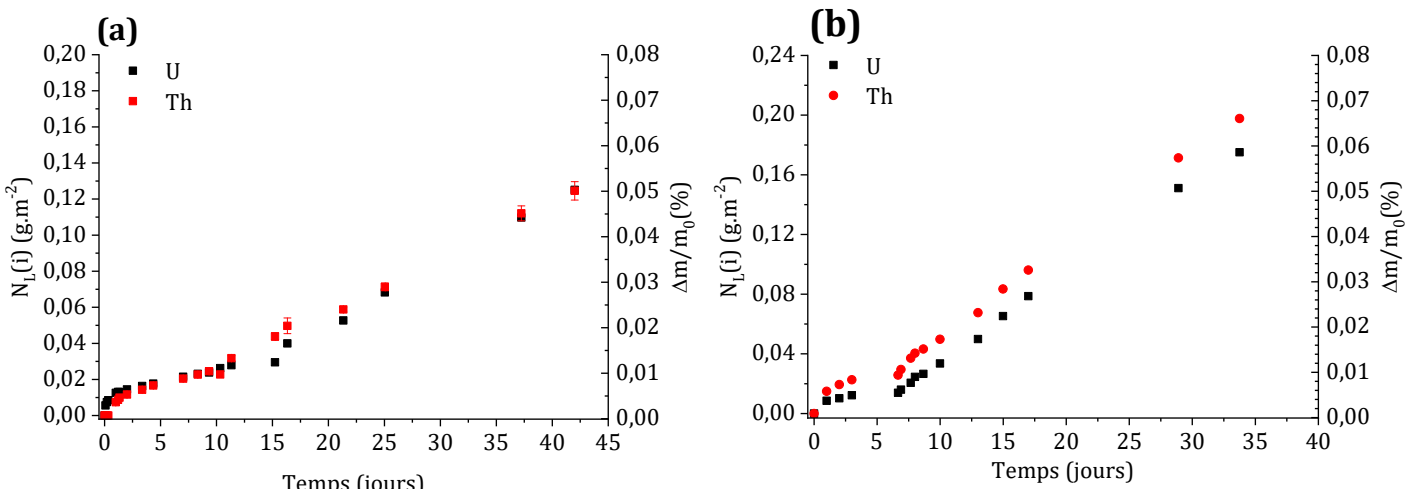 (a)
0,20
0,18
0,16
0,14
0,12
0,10
0,08
0,06
0,04
0,02
0,00
N_L(i) (g.m^-2)
U
Th
0,08
0,07
0,06
0,05
0,04
0,03
0,02
0,01
0,00
Δm/m_0(%)
0 5 10 15 20 25 30 35 40 45
Temps (jours)
(b)
0,24
0,20
0,16
0,12
0,08
0,04
0,00
N_L(i) (g.m^-2)
U
Th
0,08
0,07
0,06
0,05
0,04
0,03
0,02
0,01
0,00
Δm/m_0(%)
0 5 10 15 20 25 30 35 40
Temps (jours)